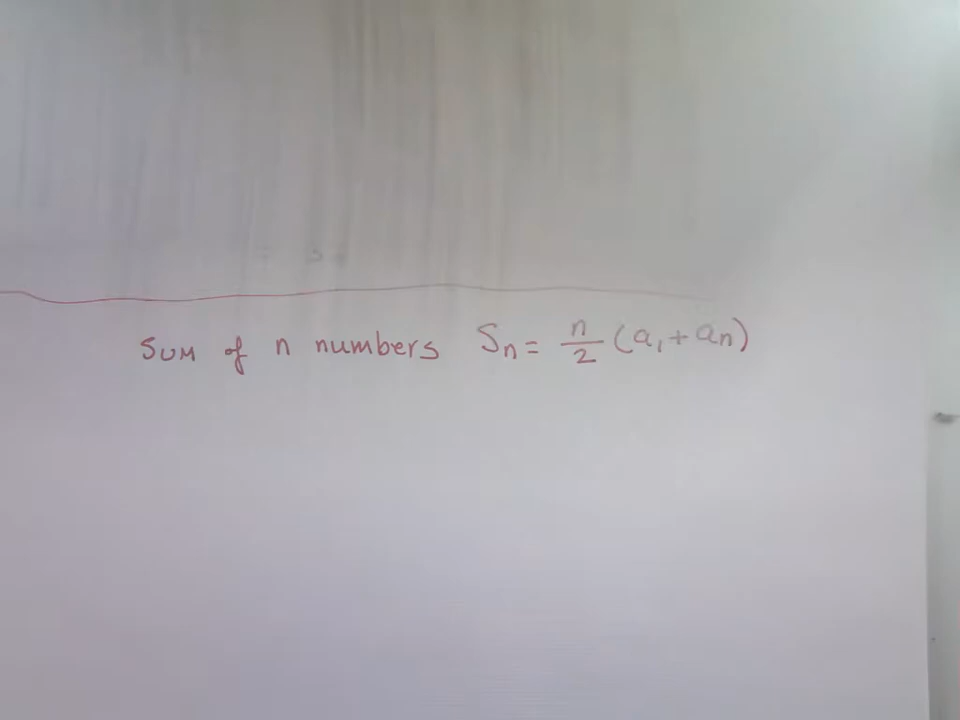 Sum of n numbers Sn = n/2 (a₁ + an)